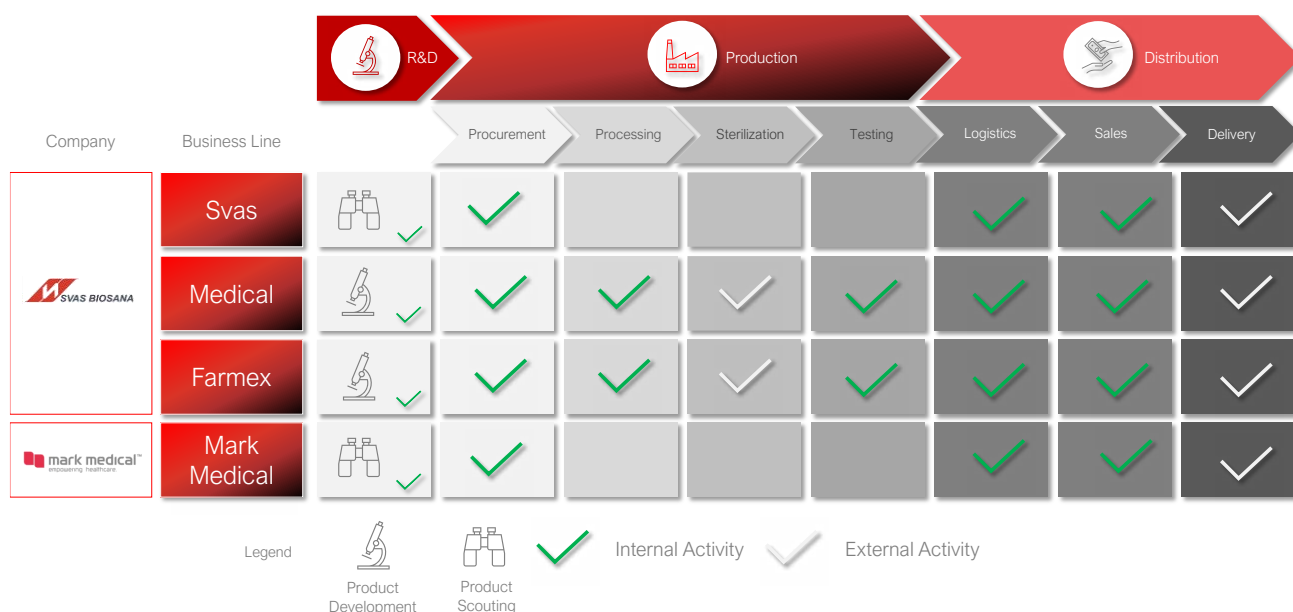 R&D
Production
Distribution
Company
Business Line
Procurement
Processing
Sterilization
Testing
Logistics
Sales
Delivery
SVAS BIOSANA
Svas
Medical
Farmex
mark medical™
empowering healthcare
Mark
Medical
Legend
Product
Development
Product
Scouting
Internal Activity
External Activity